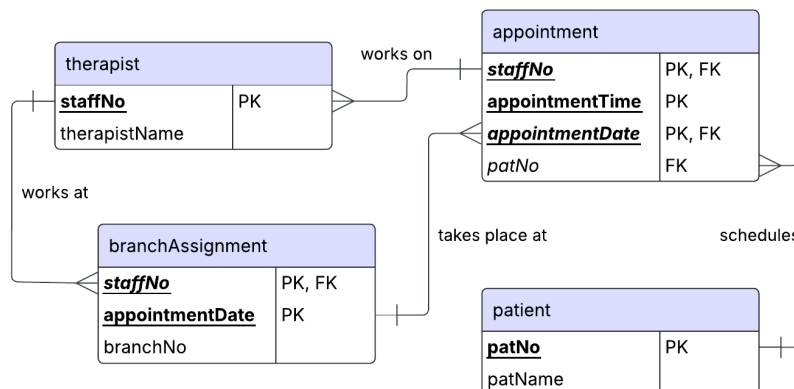 appointment
works on
therapist
staffNo PK, FK
staffNo PK
appointmentTime PK
therapistName
appointmentDate PK, FK
patNo FK
works at
takes place at
schedules
branchAssignment
staffNo PK, FK
appointmentDate PK
patient
branchNo
patNo PK
patName